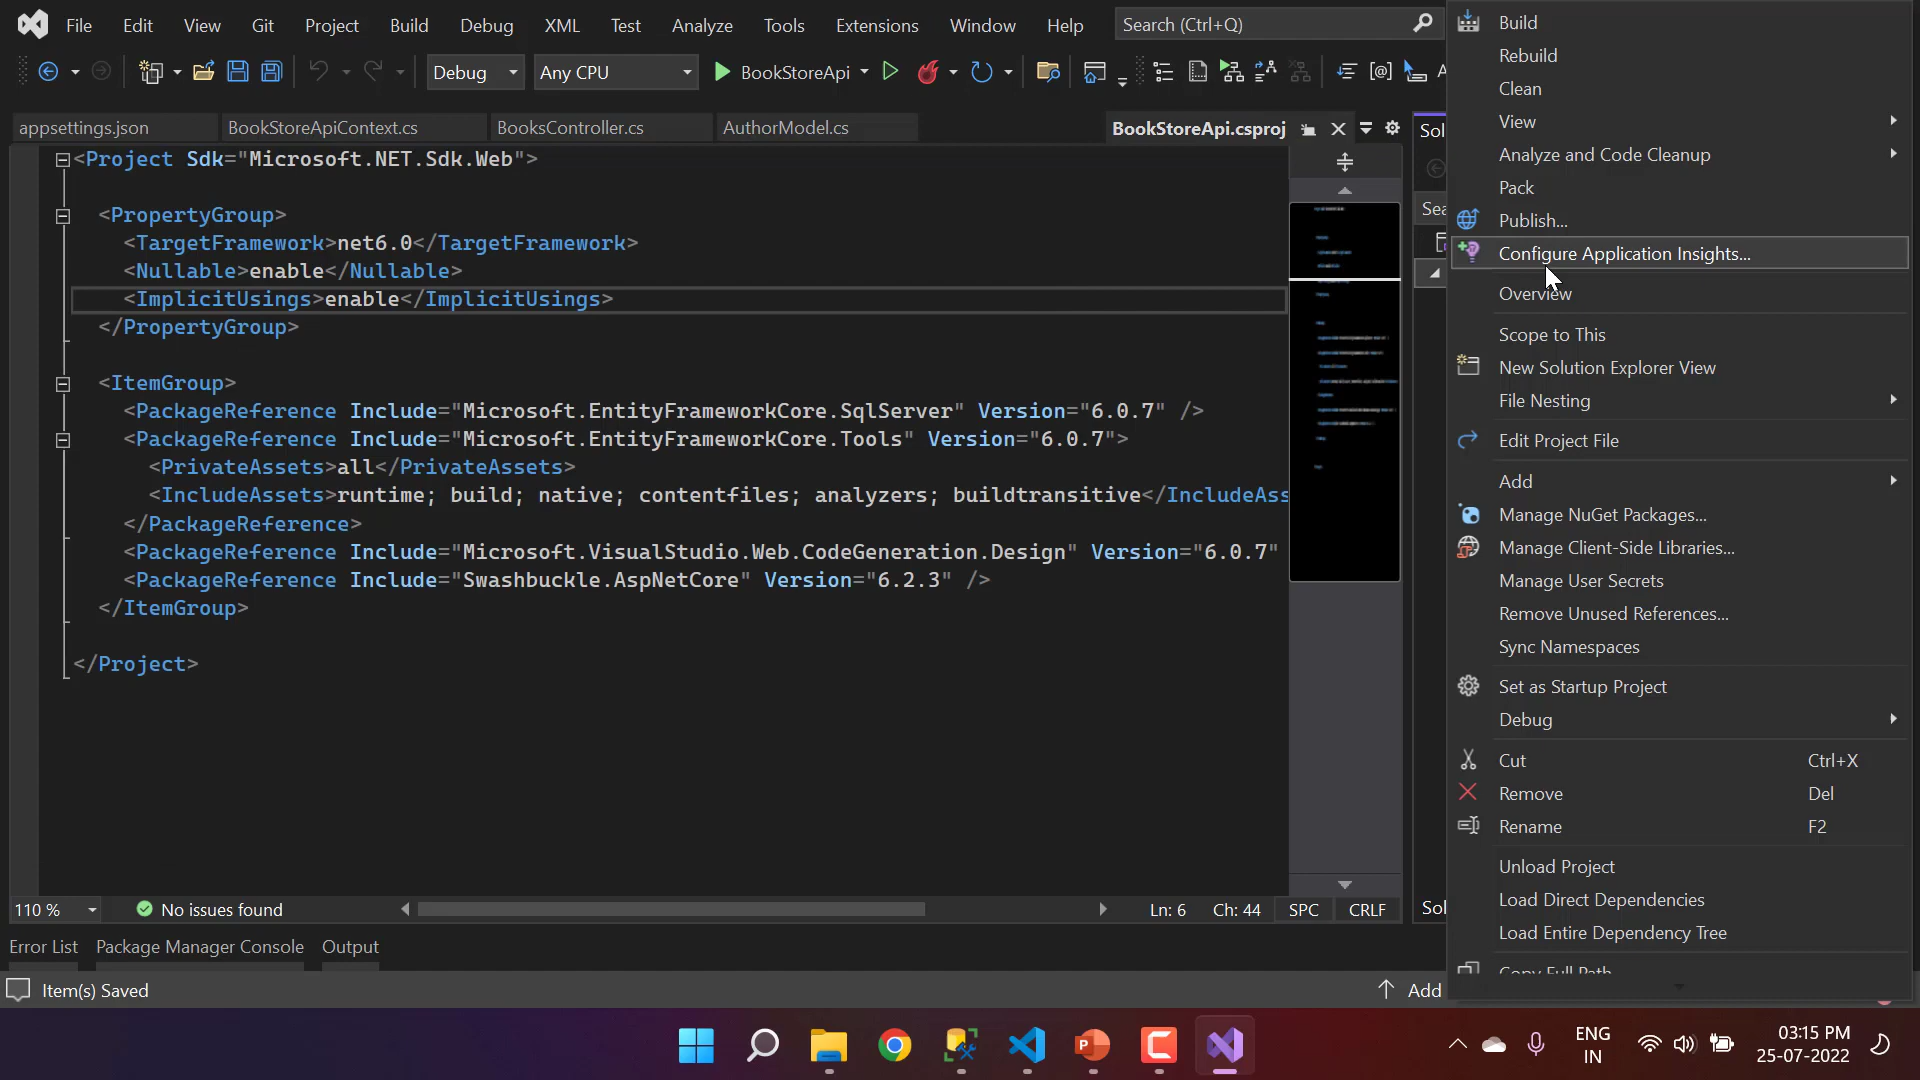 File Edit View Git Project Build Debug XML Test Analyze Tools Extensions Window Help Search (Ctrl+Q)
Debug Any CPU BookStoreApi
appsettings.json BookStoreApiContext.cs BooksController.cs AuthorModel.cs BookStoreApi.csproj
<Project Sdk="Microsoft.NET.Sdk.Web">
<PropertyGroup>
<TargetFramework>net6.0</TargetFramework>
<Nullable>enable</Nullable>
<ImplicitUsings>enable</ImplicitUsings>
</PropertyGroup>
<ItemGroup>
<PackageReference Include="Microsoft.EntityFrameworkCore.SqlServer" Version="6.0.7" />
<PackageReference Include="Microsoft.EntityFrameworkCore.Tools" Version="6.0.7">
<PrivateAssets>all</PrivateAssets>
<IncludeAssets>runtime; build; native; contentfiles; analyzers; buildtransitive</IncludeAss
</PackageReference>
<PackageReference Include="Microsoft.VisualStudio.Web.CodeGeneration.Design" Version="6.0.7"
<PackageReference Include="Swashbuckle.AspNetCore" Version="6.2.3" />
</ItemGroup>
</Project>
110 % No issues found Ln: 6 Ch: 44 SPC CRLF
Error List Package Manager Console Output
Item(s) Saved Add
Sol
Sea
Sol
Build
Rebuild
Clean
View
Analyze and Code Cleanup
Pack
Publish...
Configure Application Insights...
Overview
Scope to This
New Solution Explorer View
File Nesting
Edit Project File
Add
Manage NuGet Packages...
Manage Client-Side Libraries...
Manage User Secrets
Remove Unused References...
Sync Namespaces
Set as Startup Project
Debug
Cut Ctrl+X
Remove Del
Rename F2
Unload Project
Load Direct Dependencies
Load Entire Dependency Tree
Copy Full Path
ENG
IN
03:15 PM
25-07-2022